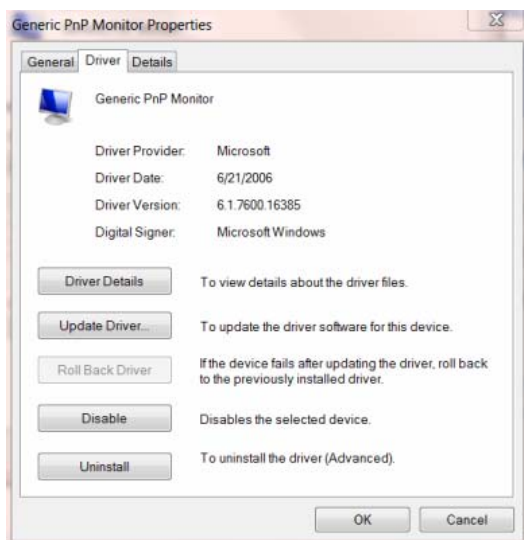 Generic PnP Monitor Properties
General Driver Details
Generic PnP Monitor
Driver Provider: Microsoft
Driver Date: 6/21/2006
Driver Version: 6.1.7600.16385
Digital Signer: Microsoft Windows
Driver Details To view details about the driver files.
Update Driver... To update the driver software for this device.
Roll Back Driver If the device fails after updating the driver, roll back
to the previously installed driver.
Disable Disables the selected device.
Uninstall To uninstall the driver (Advanced).
OK Cancel